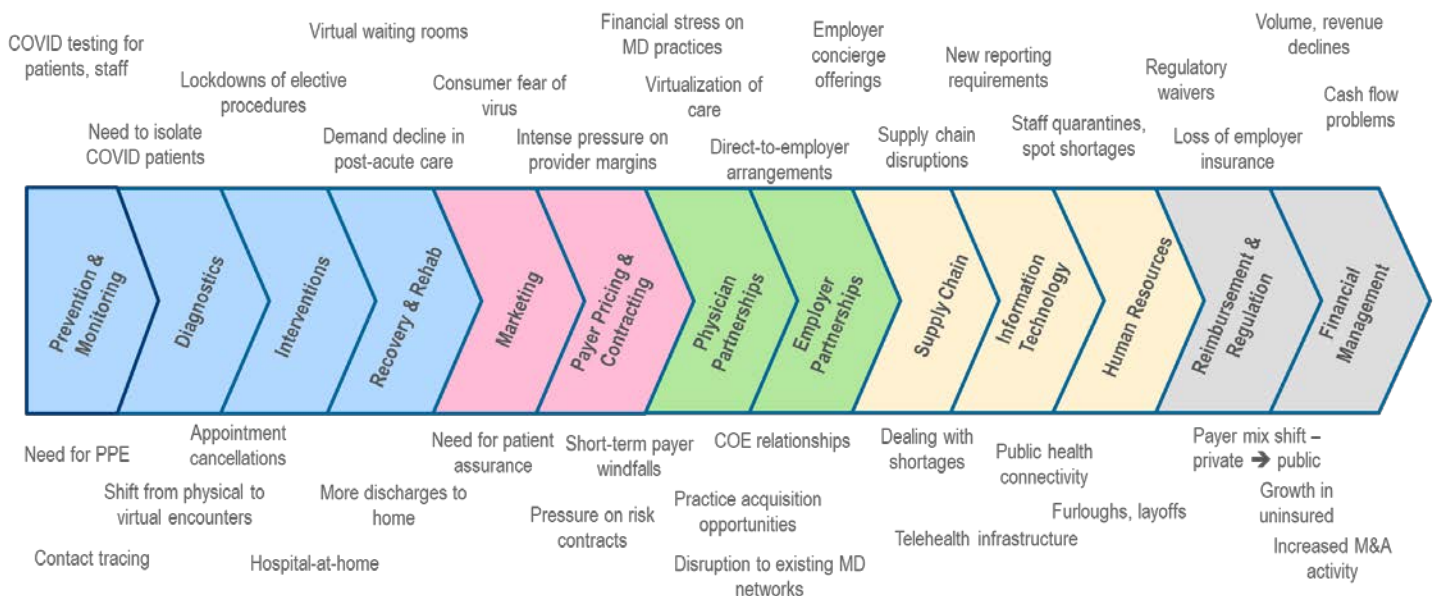 COVID testing for
patients, staff
Need to isolate
COVID patients
Lockdowns of elective
procedures
Virtual waiting rooms
Demand decline in
post-acute care
Consumer fear of
virus
Intense pressure on
provider margins
Financial stress on
MD practices
Virtualization of
care
Direct-to-employer
arrangements
Employer
concierge
offerings
Supply chain
disruptions
New reporting
requirements
Staff quarantines,
spot shortages
Regulatory
waivers
Loss of employer
insurance
Volume, revenue
declines
Cash flow
problems
Prevention &
Monitoring
Diagnostics
Interventions
Recovery & Rehab
Marketing
Payer Pricing &
Contracting
Physician
Partnerships
Employer
Partnerships
Supply Chain
Information
Technology
Human Resources
Reimbursement &
Regulation
Financial
Management
Need for PPE
Contact tracing
Shift from physical to
virtual encounters
Appointment
cancellations
Hospital-at-home
More discharges to
home
Need for patient
assurance
Short-term payer
windfalls
Pressure on risk
contracts
COE relationships
Practice acquisition
opportunities
Disruption to existing MD
networks
Dealing with
shortages
Telehealth infrastructure
Public health
connectivity
Furloughs, layoffs
Payer mix shift –
private ➔ public
Growth in
uninsured
Increased M&A
activity